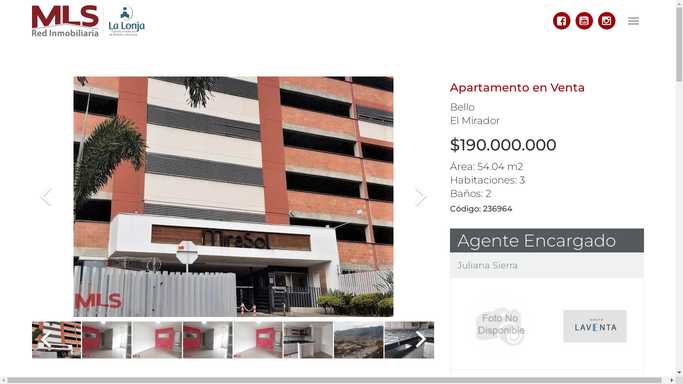 MLS
Red Inmobiliaria
La Lonja
Apartamento en Venta
Bello
El Mirador
$190.000.000
Área: 54.04 m2
Habitaciones: 3
Baños: 2
Código: 236964
MiraSol
MLS
Agente Encargado
Juliana Sierra
Foto No
Disponible
LAVENTA